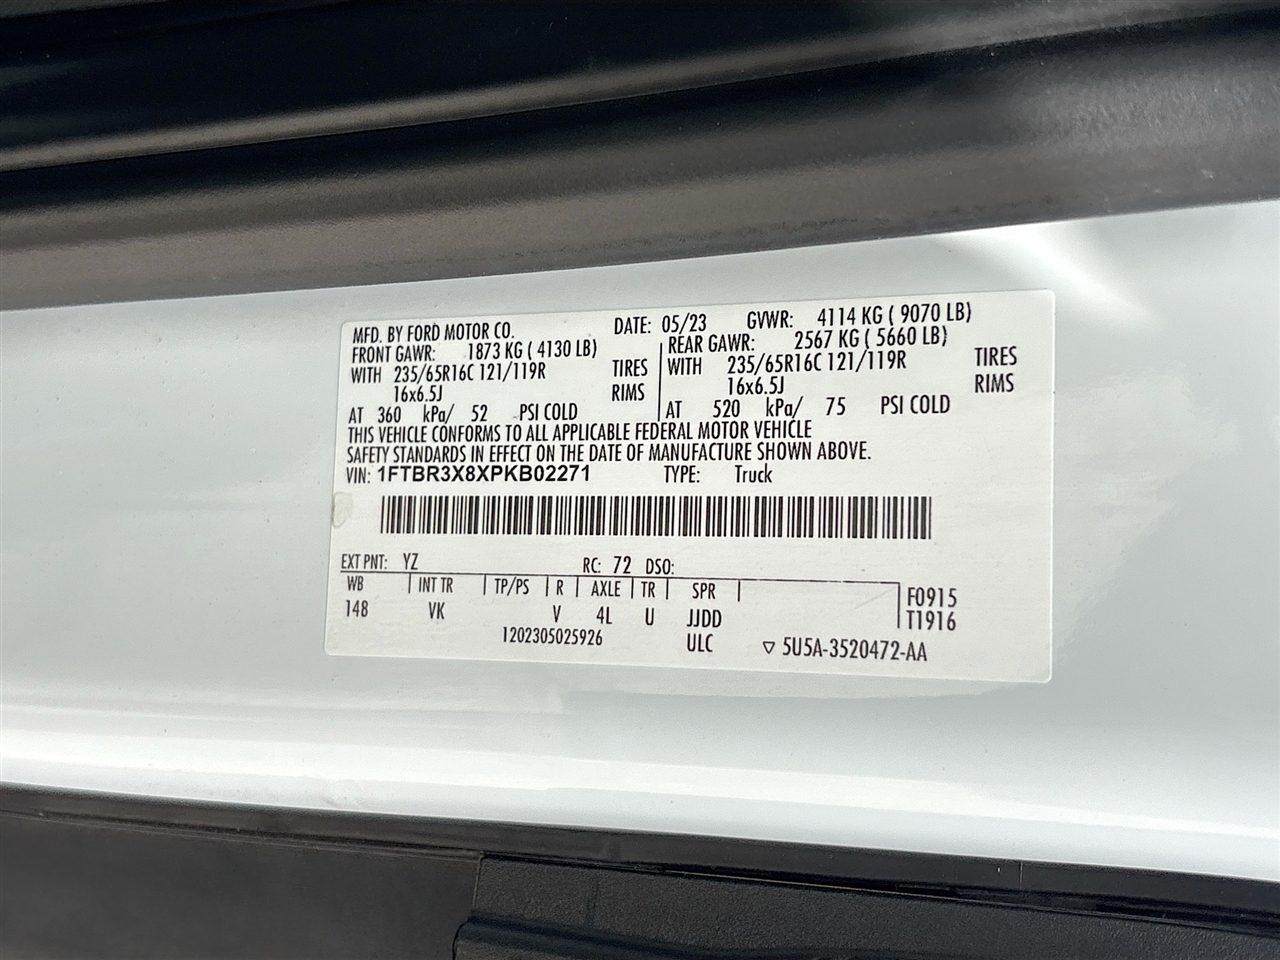 MFD. BY FORD MOTOR CO. DATE: 05/23 GVWR: 4114 KG ( 9070 LB)
FRONT GAWR: 1873 KG ( 4130 LB) REAR GAWR: 2567 KG ( 5660 LB)
WITH 235/65R16C 121/119R TIRES WITH 235/65R16C 121/119R TIRES
16x6.5J RIMS 16x6.5J RIMS
AT 360 kPa/ 52 PSI COLD AT 520 kPa/ 75 PSI COLD
THIS VEHICLE CONFORMS TO ALL APPLICABLE FEDERAL MOTOR VEHICLE
SAFETY STANDARDS IN EFFECT ON THE DATE OF MANUFACTURE SHOWN ABOVE.
VIN: 1FTBR3X8XPKB02271 TYPE: Truck
EXT PNT: YZ RC: 72 DSO:
WB INT TR TP/PS R AXLE TR SPR F0915
148 VK V 4L U JJDD T1916
1202305025926 ULC ▽ 5U5A-3520472-AA